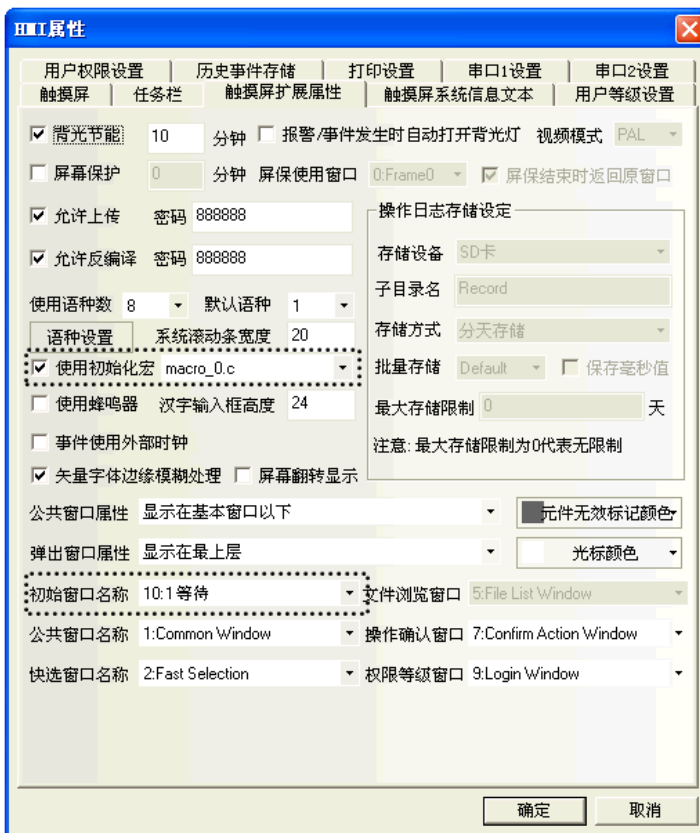 HMI属性
用户权限设置 历史事件存储 打印设置 串口1设置 串口2设置
触摸屏 任务栏 触摸屏扩展属性 触摸屏系统信息文本 用户等级设置
背光节能 10 分钟 报警/事件发生时自动打开背光灯 视频模式 PAL
屏幕保护 0 分钟 屏保使用窗口 0:Frame0 屏保结束时返回原窗口
允许上传 密码 888888
允许反编译 密码 888888
使用语种数 8 默认语种 1
语种设置 系统滚动条宽度 20
使用初始化宏 macro_0.c
使用蜂鸣器 汉字输入框高度 24
事件使用外部时钟
矢量字体边缘模糊处理 屏幕翻转显示
操作日志存储设定
存储设备 SD卡
子目录名 Record
存储方式 分天存储
批量存储 Default 保存毫秒值
最大存储限制 0 天
注意:最大存储限制为0代表无限制
公共窗口属性 显示在基本窗口以下 元件无效标记颜色
弹出窗口属性 显示在最上层 光标颜色
初始窗口名称 10:1等待 文件浏览窗口 5:File List Window
公共窗口名称 1:Common Window 操作确认窗口 7:Confirm Action Window
快选窗口名称 2:Fast Selection 权限等级窗口 9:Login Window
确定 取消